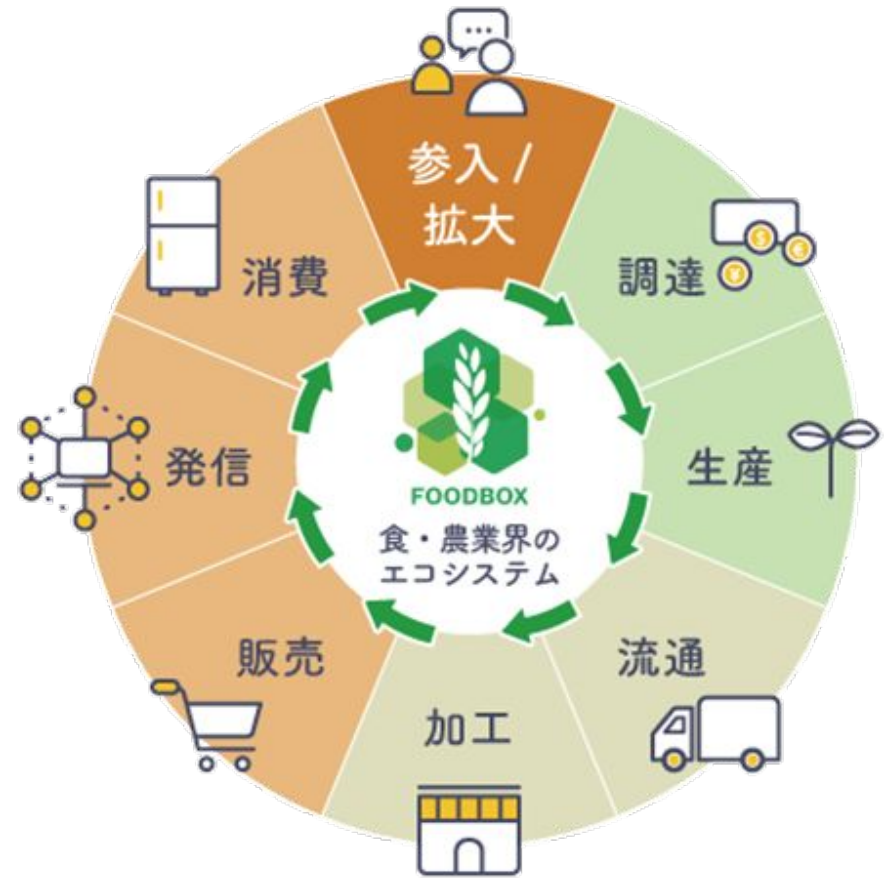 参入 /
拡大
調達
生産
流通
加工
販売
発信
消費
FOODBOX
食・農業界の
エコシステム